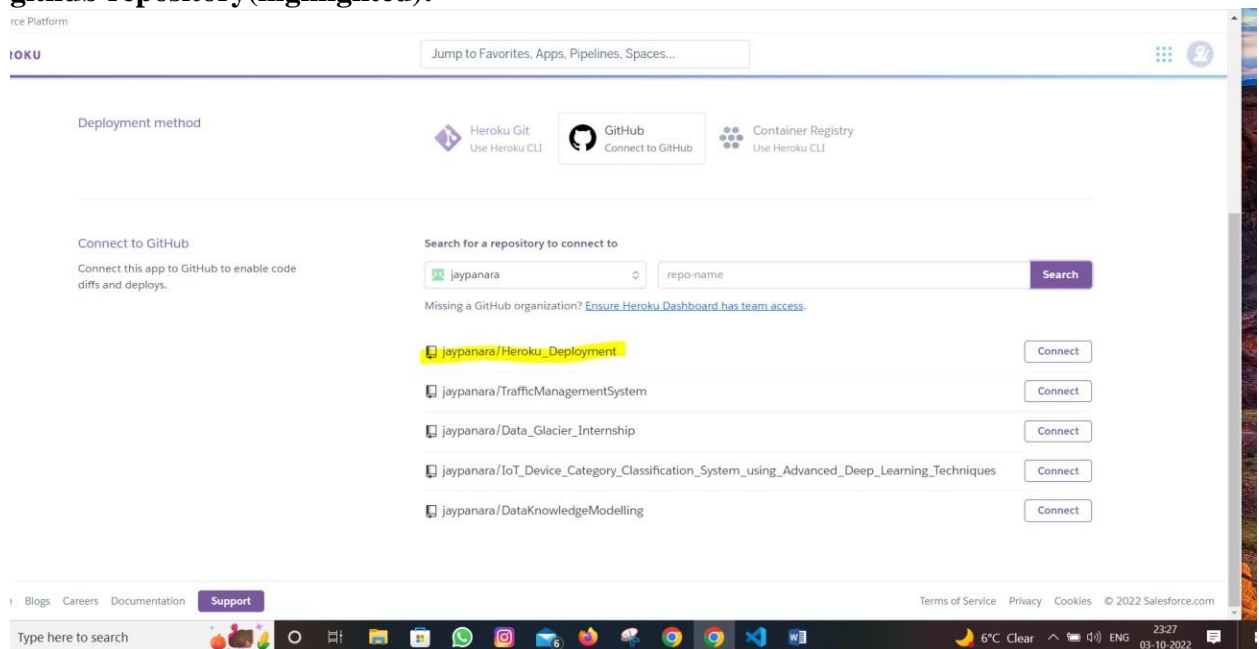 github repository(highlighted).
rce Platform
ROKU
Jump to Favorites, Apps, Pipelines, Spaces...
Deployment method
Heroku Git
Use Heroku CLI
GitHub
Connect to GitHub
Container Registry
Use Heroku CLI
Connect to GitHub
Connect this app to GitHub to enable code
diffs and deploys.
Search for a repository to connect to
jaypanara
repo-name
Search
Missing a GitHub organization? Ensure Heroku Dashboard has team access.
jaypanara/Heroku_Deployment Connect
jaypanara/TrafficManagementSystem Connect
jaypanara/Data_Glacier_Internship Connect
jaypanara/IoT_Device_Category_Classification_System_using_Advanced_Deep_Learning_Techniques Connect
jaypanara/DataKnowledgeModelling Connect
Blogs Careers Documentation Support Terms of Service Privacy Cookies © 2022 Salesforce.com
Type here to search
6
6°C Clear
ENG
23:27
03-10-2022